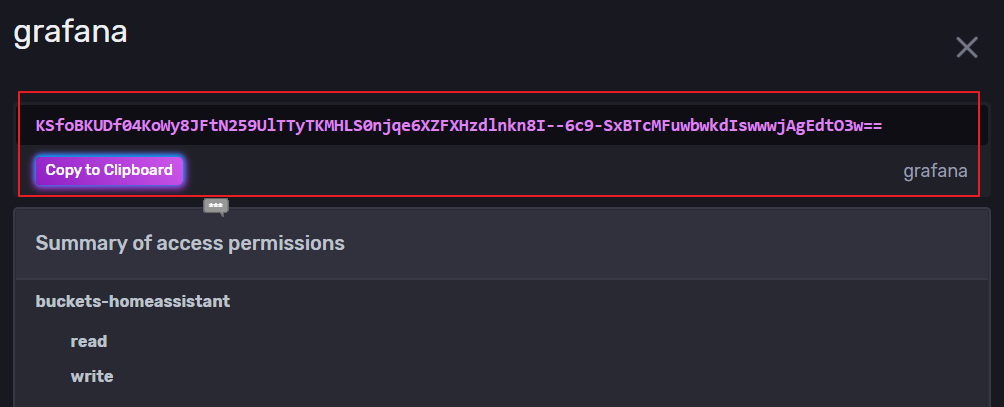 grafana
KSfoBKUDf04KoWy8JFtN259UlTTyTKMHLS0njqe6XZFXHzdlnkn8I--6c9-SxBTcMFuwbwkdIswwwjAgEdtO3w==
Copy to Clipboard
grafana
***
Summary of access permissions
buckets-homeassistant
read
write